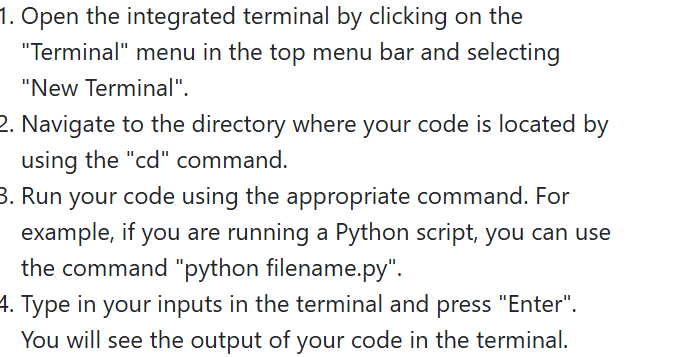 1. Open the integrated terminal by clicking on the
"Terminal" menu in the top menu bar and selecting
"New Terminal".
2. Navigate to the directory where your code is located by
using the "cd" command.
3. Run your code using the appropriate command. For
example, if you are running a Python script, you can use
the command "python filename.py".
4. Type in your inputs in the terminal and press "Enter".
You will see the output of your code in the terminal.